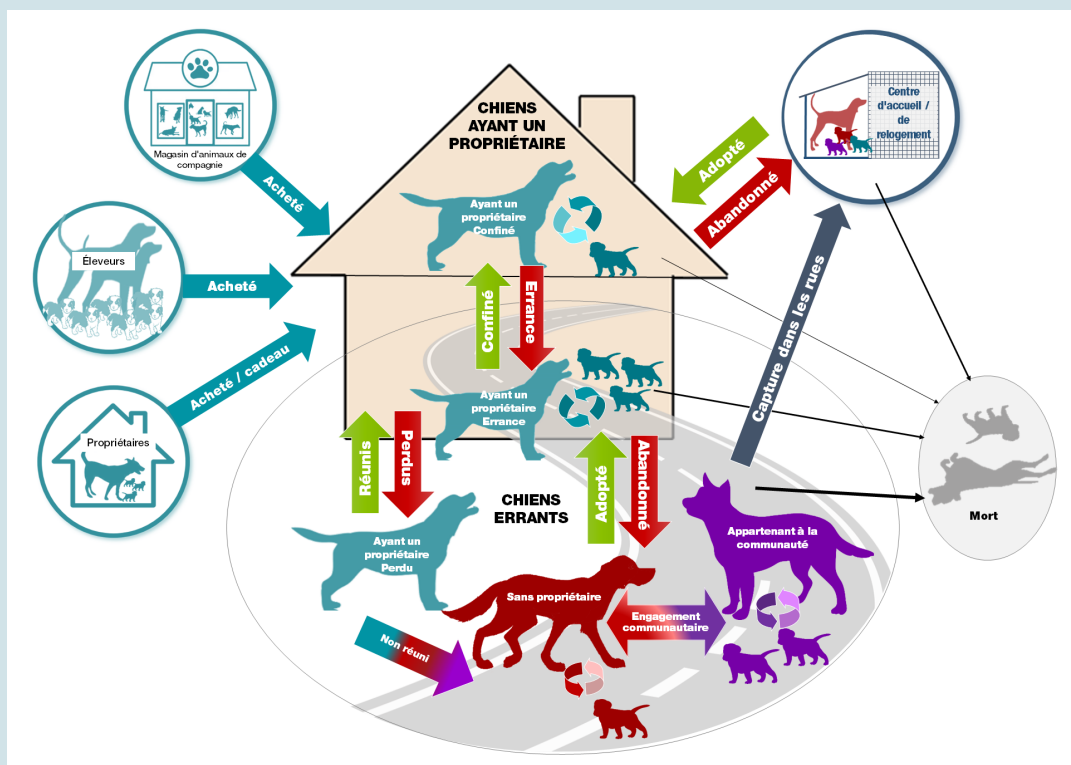 Magasin d'animaux de
compagnie
Acheté
Éleveurs
Acheté
Propriétaires
Acheté / cadeau
CHIENS
AYANT UN
PROPRIÉTAIRE
Ayant un
propriétaire
Confiné
Centre
d'accueil /
de
relogement
Adopté
Abandonné
Confiné
Errance
Capture dans les rues
Ayant un
propriétaire
Errance
Réunis
Perdus
Adopté
Abandonné
CHIENS
ERRANTS
Ayant un
propriétaire
Perdu
Appartenant à la
communauté
Mort
Sans propriétaire
Engagement
communautaire
Non réuni